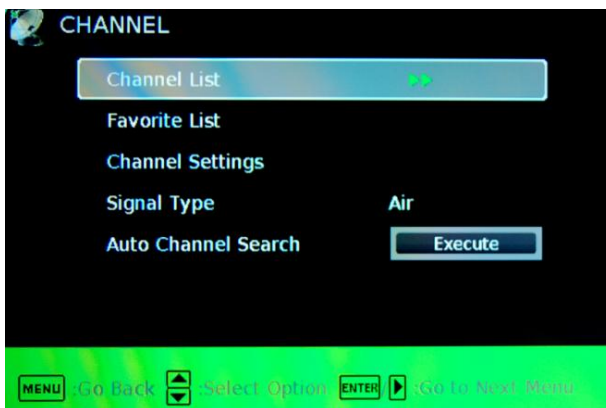 CHANNEL
Channel List
Favorite List
Channel Settings
Signal Type Air
Auto Channel Search Execute
MENU :Go Back :Select Option ENTER / :Go to Next Menu